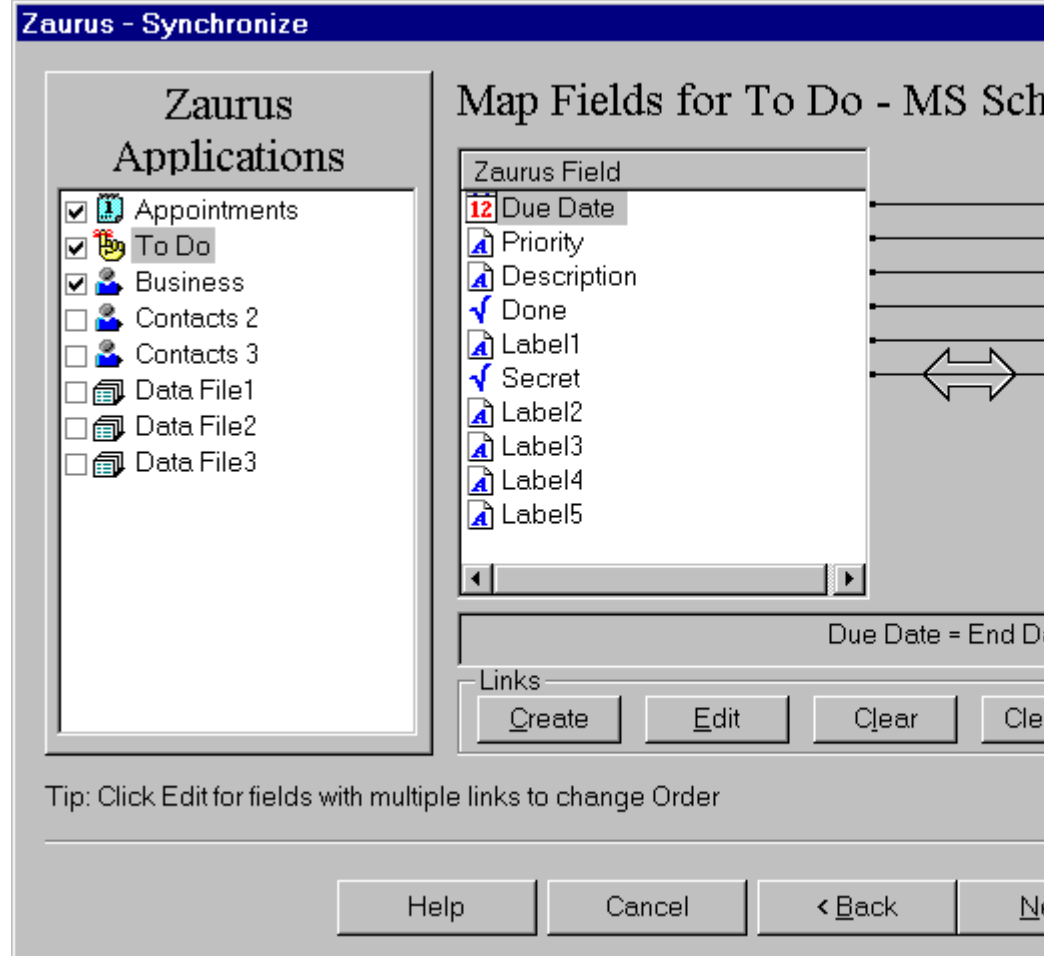 Zaurus - Synchronize
Zaurus
Applications
Appointments
To Do
Business
Contacts 2
Contacts 3
Data File1
Data File2
Data File3
Map Fields for To Do - MS Sch
Zaurus Field
12 Due Date
Priority
Description
Done
Label1
Secret
Label2
Label3
Label4
Label5
Due Date = End Da
Links
Create
Edit
Clear
Cle
Tip: Click Edit for fields with multiple links to change Order
Help
Cancel
< Back
Ne